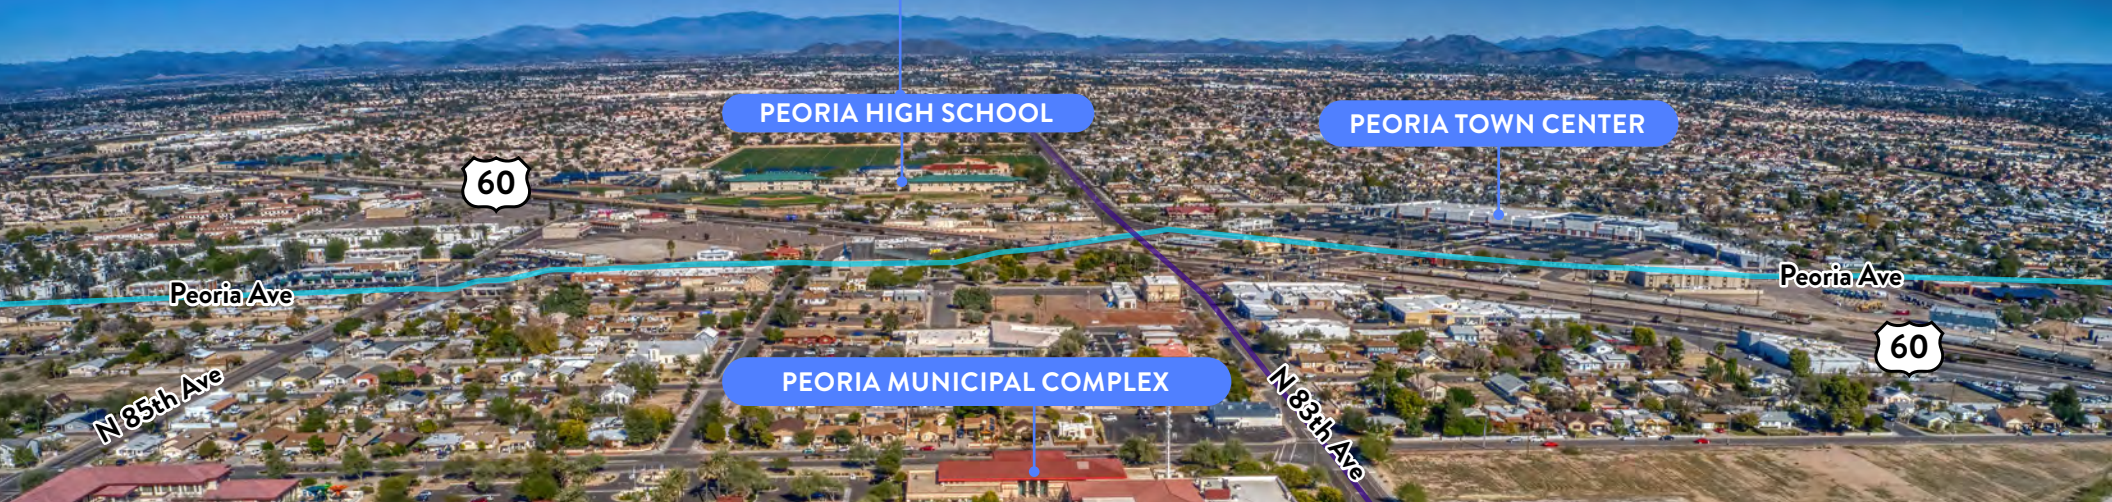 PEORIA HIGH SCHOOL
PEORIA TOWN CENTER
60
Peoria Ave
Peoria Ave
60
PEORIA MUNICIPAL COMPLEX
N 85th Ave
N 83th Ave